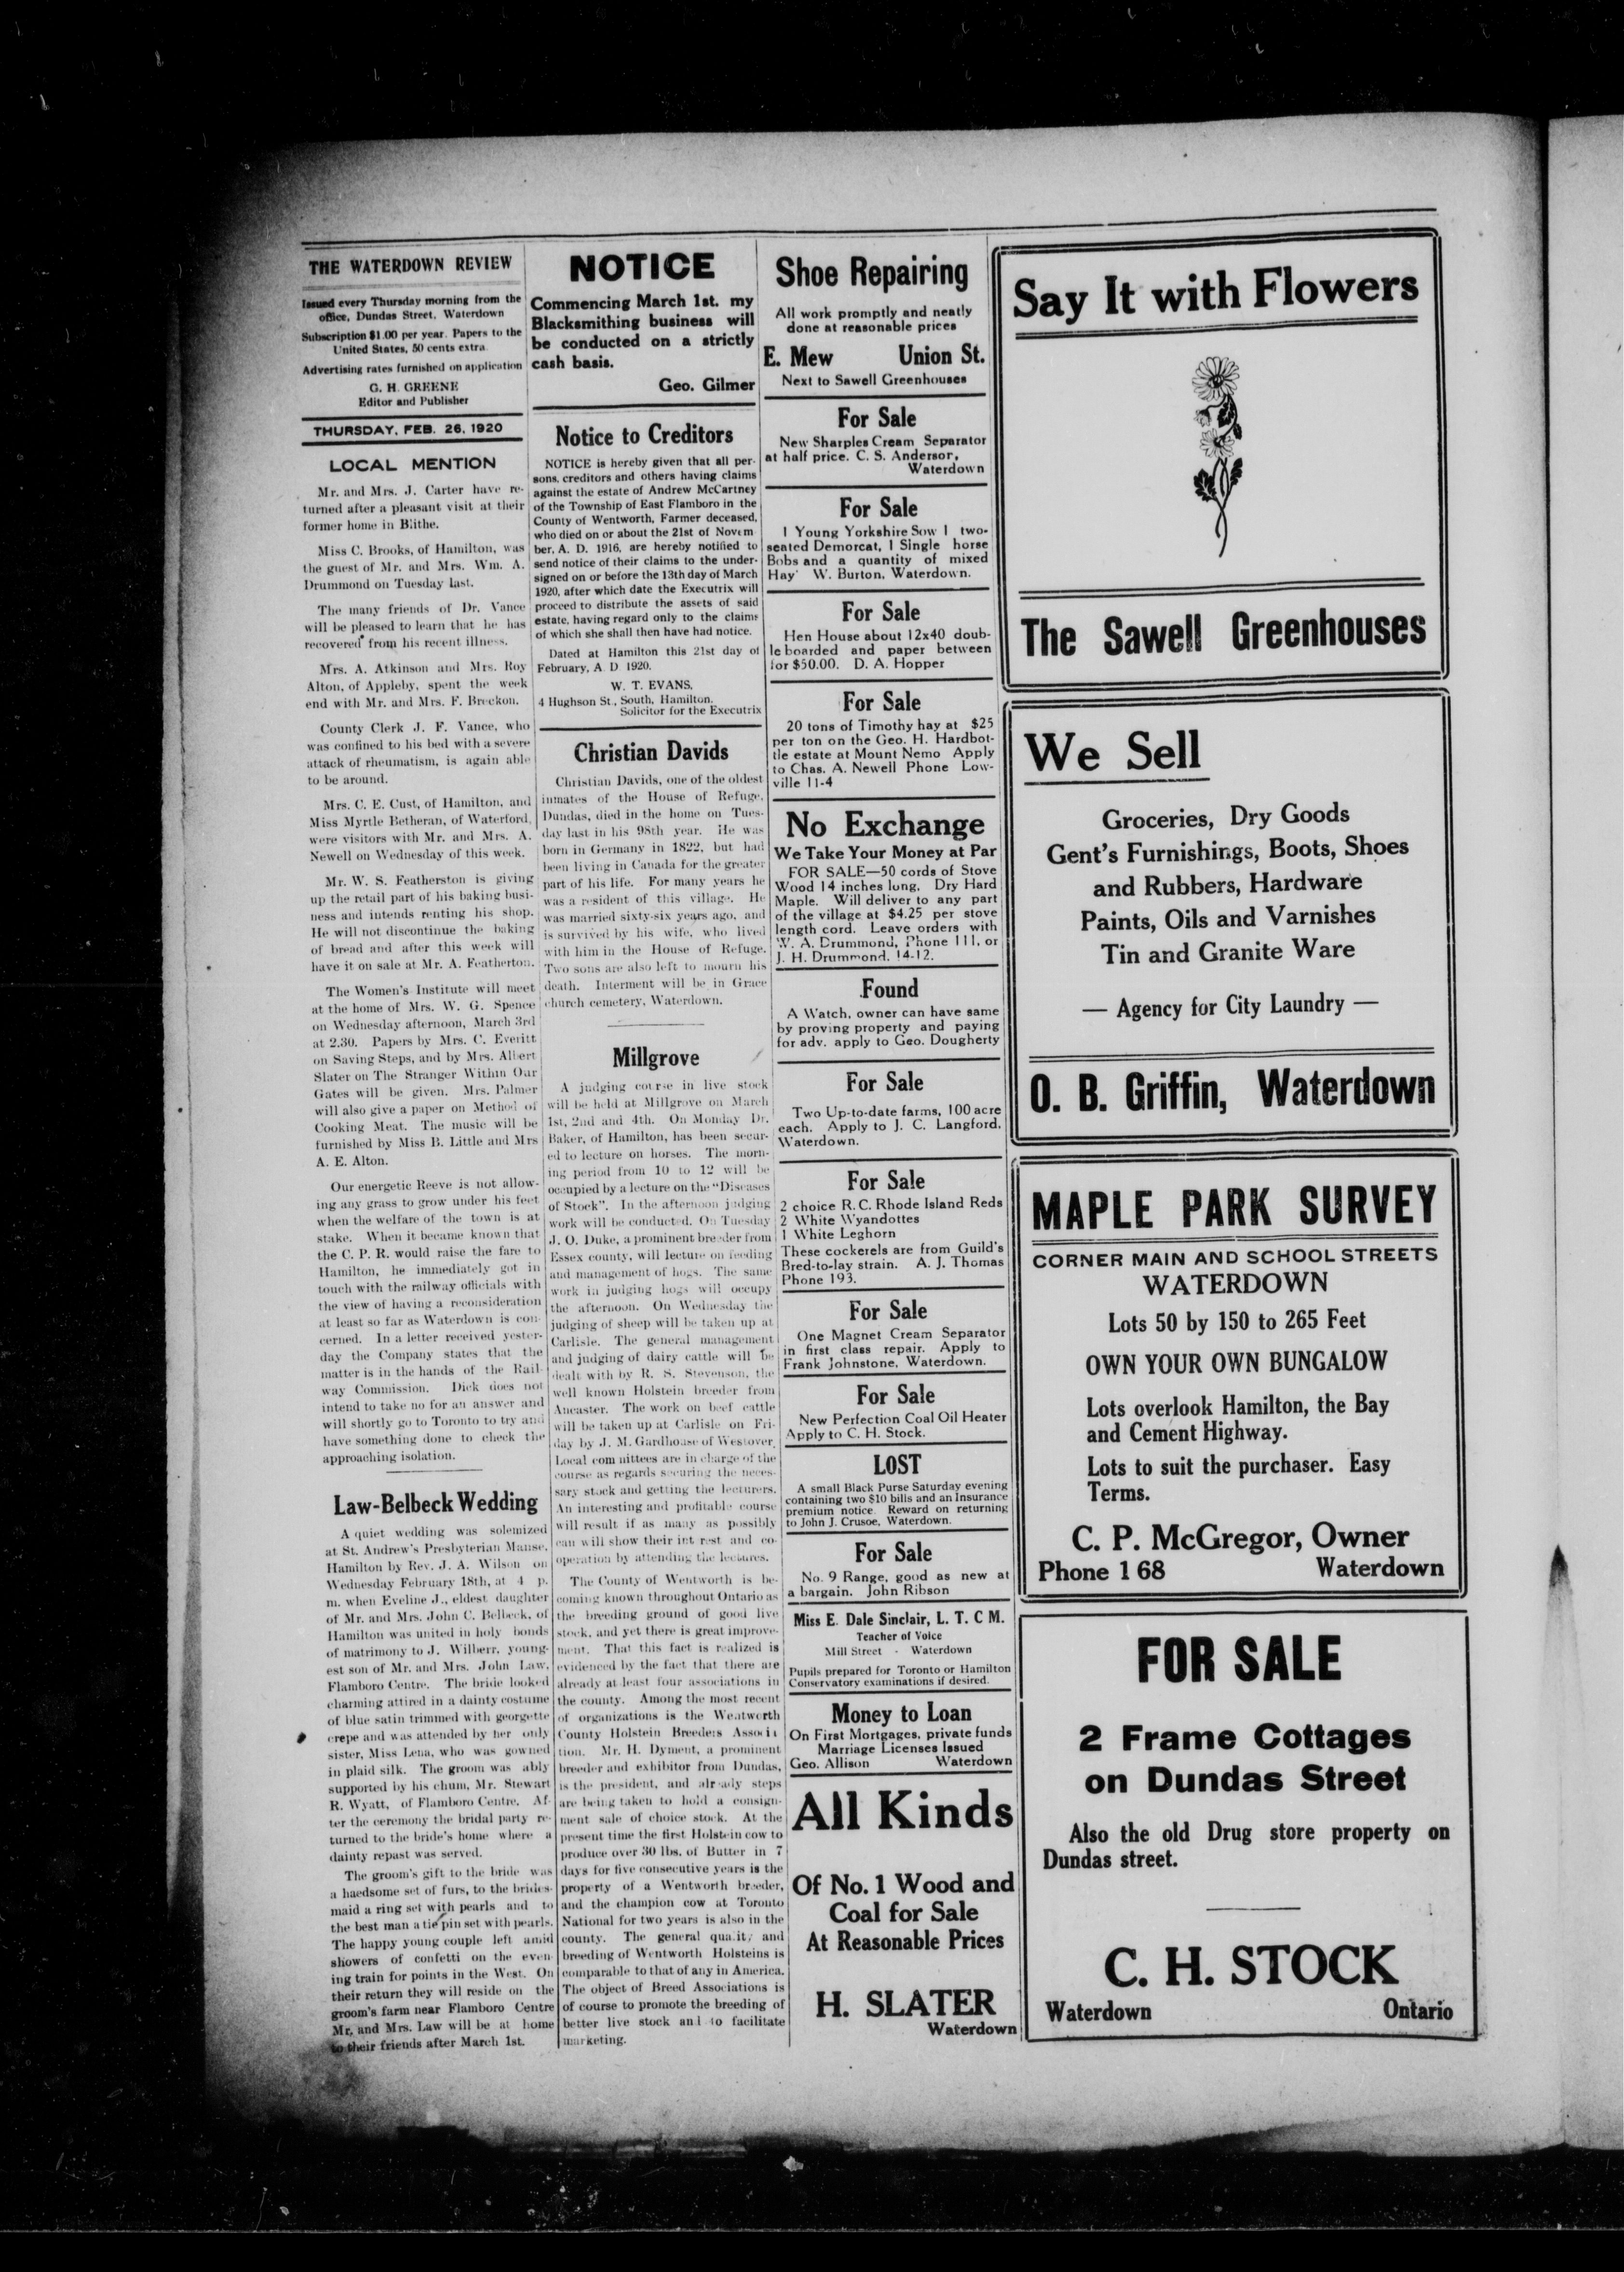 THE WATERDOWN REVIEW
Issued every Thursday morning from the
office, Dundas Street, Waterdown
Subscription $1.00 per year. Papers to the
United States, 50 cents extra
Advertising rates furnished on application
G. H. GREENE
Editor and Publisher
THURSDAY, FEB. 26, 1920
LOCAL MENTION
Mr. and Mrs. J. Carter have re-
turned after a pleasant visit at their
former home in Blithe.
Miss C. Brooks, of Hamilton, was
the guest of Mr. and Mrs. Wm. A.
Drummond on Tuesday last.
The many friends of Dr. Vance
will be pleased to learn that he has
recovered from his recent illness.
Mrs. A. Atkinson and Mrs. Roy
Alton, of Appleby, spent the week
end with Mr. and Mrs. F. Breckon.
County Clerk J. F. Vance, who
was confined to his bed with a severe
attack of rheumatism, is again able
to be around.
Mrs. C. E. Cust, of Hamilton, and
Miss Myrtle Betheran, of Waterford,
were visitors with Mr. and Mrs. A.
Newell on Wednesday of this week.
Mr. W. S. Featherston is giving
up the retail part of his baking busi-
ness and intends renting his shop.
He will not discontinue the baking
of bread and after this week will
have it on sale at Mr. A. Featherton.
The Women's Institute will meet
at the home of Mrs. W. G. Spence
on Wednesday afternoon, March 3rd
at 2.30. Papers by Mrs. C. Everitt
on Saving Steps, and by Mrs. Albert
Slater on The Stranger Within Our
Gates will be given. Mrs. Palmer
will also give a paper on Method of
Cooking Meat. The music will be
furnished by Miss B. Little and Mrs
A. E. Alton.
Our energetic Reeve is not allow-
ing any grass to grow under his feet
when the welfare of the town is at
stake. When it became known that
the C. P. R. would raise the fare to
Hamilton, he immediately got in
touch with the railway officials with
the view of having a reconsideration
at least so far as Waterdown is con-
cerned. In a letter received yester-
day the Company states that the
matter is in the hands of the Rail-
way Commission. Dick does not
intend to take no for an answer and
will shortly go to Toronto to try and
have something done to check the
approaching isolation.
Law-Belbeck Wedding
A quiet wedding was solemized
at St. Andrew's Presbyterian Manse,
Hamilton by Rev. J. A. Wilson on
Wednesday February 18th, at 4 p.
m. when Eveline J., eldest daughter
of Mr. and Mrs. John C. Belbeck, of
Hamilton was united in holy bonds
of matrimony to J. Wilberr, young-
est son of Mr. and Mrs. John Law,
Flamboro Centre. The bride looked
charming attired in a dainty costume
of blue satin trimmed with georgette
crepe and was attended by her only
sister, Miss Lena, who was gowned
in plaid silk. The groom was ably
supported by his chum, Mr. Stewart
R. Wyatt, of Flamboro Centre. Af-
ter the ceremony the bridal party re-
turned to the bride's home where a
dainty repast was served.
The groom's gift to the bride was
a haedsome set of furs, to the brides-
maid a ring set with pearls and to
the best man a tie pin set with pearls.
The happy young couple left amid
showers of confetti on the even-
ing train for points in the West. On
their return they will reside on the
groom's farm near Flamboro Centre
Mr. and Mrs. Law will be at home
to their friends after March 1st.
NOTICE
Commencing March 1st. my
Blacksmithing business will
be conducted on a strictly
cash basis.
Geo. Gilmer
Notice to Creditors
NOTICE is hereby given that all per-
sons, creditors and others having claims
against the estate of Andrew McCartney
of the Township of East Flamboro in the
County of Wentworth, Farmer deceased,
who died on or about the 21st of Novem
ber, A. D. 1916, are hereby notified to
send notice of their claims to the under-
signed on or before the 13th day of March
1920, after which date the Executrix will
proceed to distribute the assets of said
estate, having regard only to the claims
of which she shall then have had notice.
Dated at Hamilton this 21st day of
February, A. D. 1920.
W. T. EVANS,
4 Hughson St., South, Hamilton.
Solicitor for the Executrix
Christian Davids
Christian Davids, one of the oldest
inmates of the House of Refuge,
Dundas, died in the home on Tues-
day last in his 98th year. He was
born in Germany in 1822, but had
been living in Canada for the greater
part of his life. For many years he
was a resident of this village. He
was married sixty-six years ago, and
is survived by his wife, who lived
with him in the House of Refuge.
Two sons are also left to mourn his
death. Interment will be in Grace
church cemetery, Waterdown.
Millgrove
A judging course in live stock
will be held at Millgrove on March
1st, 2nd and 4th. On Monday Dr.
Baker, of Hamilton, has been secur-
ed to lecture on horses. The morn-
ing period from 10 to 12 will be
occupied by a lecture on the "Diseases
of Stock". In the afternoon judging
work will be conducted. On Tuesday
J. O. Duke, a prominent breeder from
Essex county, will lecture on feeding
and management of hogs. The same
work in judging hogs will occupy
the afternoon. On Wednesday the
judging of sheep will be taken up at
Carlisle. The general management
and judging of dairy cattle will be
dealt with by R. S. Stevenson, the
well known Holstein breeder from
Ancaster. The work on beef cattle
will be taken up at Carlisle on Fri-
day by J. M. Gardhouse of Westover.
Local committees are in charge of the
course as regards securing the neces-
sary stock and getting the lecturers.
An interesting and profitable course
will result if as many as possibly
can will show their interest and co-
operation by attending the lectures.
The County of Wentworth is be-
coming known throughout Ontario as
the breeding ground of good live
stock, and yet there is great improve-
ment. That this fact is realized is
evidenced by the fact that there are
already at least four associations in
the county. Among the most recent
of organizations is the Wentworth
County Holstein Breeders Associa
tion. Mr. H. Dyment, a prominent
breeder and exhibitor from Dundas,
is the president, and already steps
are being taken to hold a consign-
ment sale of choice stock. At the
present time the first Holstein cow to
produce over 30 lbs. of Butter in 7
days for five consecutive years is the
property of a Wentworth breeder,
and the champion cow at Toronto
National for two years is also in the
county. The general quality and
breeding of Wentworth Holsteins is
comparable to that of any in America.
The object of Breed Associations is
of course to promote the breeding of
better live stock and to facilitate
marketing.
Shoe Repairing
All work promptly and neatly
done at reasonable prices
E. Mew Union St.
Next to Sawell Greenhouses
For Sale
New Sharples Cream Separator
at half price. C. S. Anderson,
Waterdown
For Sale
1 Young Yorkshire Sow 1 two-
seated Demorcat, 1 Single horse
Bobs and a quantity of mixed
Hay' W. Burton, Waterdown.
For Sale
Hen House about 12x40 doub-
le boarded and paper between
for $50.00. D. A. Hopper
For Sale
20 tons of Timothy hay at $25
per ton on the Geo. H. Hardbot-
tle estate at Mount Nemo Apply
to Chas. A. Newell Phone Low-
ville 11-4
No Exchange
We Take Your Money at Par
FOR SALE—50 cords of Stove
Wood 14 inches long, Dry Hard
Maple. Will deliver to any part
of the village at $4.25 per stove
length cord. Leave orders with
W. A. Drummond, Phone 111, or
J. H. Drummond, 14-12.
Found
A Watch, owner can have same
by proving property and paying
for adv. apply to Geo. Dougherty
For Sale
Two Up-to-date farms, 100 acre
each. Apply to J. C. Langford,
Waterdown.
For Sale
2 choice R. C. Rhode Island Reds
2 White Wyandottes
1 White Leghorn
These cockerels are from Guild's
Bred-to-lay strain. A. J. Thomas
Phone 193.
For Sale
One Magnet Cream Separator
in first class repair. Apply to
Frank Johnstone, Waterdown.
For Sale
New Perfection Coal Oil Heater
Apply to C. H. Stock.
LOST
A small Black Purse Saturday evening
containing two $10 bills and an Insurance
premium notice. Reward on returning
to John J. Crusoe, Waterdown.
For Sale
No. 9 Range, good as new at
a bargain. John Ribson
Miss E. Dale Sinclair, L. T. C M.
Teacher of Voice
Mill Street - Waterdown
Pupils prepared for Toronto or Hamilton
Conservatory examinations if desired.
Money to Loan
On First Mortgages, private funds
Marriage Licenses Issued
Geo. Allison Waterdown
All Kinds
Of No. 1 Wood and
Coal for Sale
At Reasonable Prices
H. SLATER
Waterdown
Say It with Flowers
The Sawell Greenhouses
We Sell
Groceries, Dry Goods
Gent's Furnishings, Boots, Shoes
and Rubbers, Hardware
Paints, Oils and Varnishes
Tin and Granite Ware
— Agency for City Laundry —
O. B. Griffin, Waterdown
MAPLE PARK SURVEY
CORNER MAIN AND SCHOOL STREETS
WATERDOWN
Lots 50 by 150 to 265 Feet
OWN YOUR OWN BUNGALOW
Lots overlook Hamilton, the Bay
and Cement Highway.
Lots to suit the purchaser. Easy
Terms.
C. P. McGregor, Owner
Phone 168 Waterdown
FOR SALE
2 Frame Cottages
on Dundas Street
Also the old Drug store property on
Dundas street.
C. H. STOCK
Waterdown Ontario